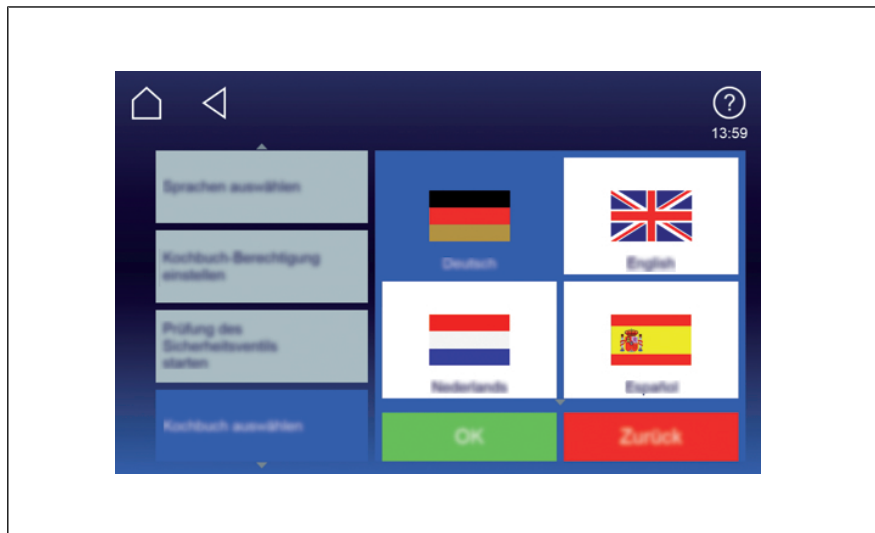 ?
13:59
Sprachen auswählen
Kochbuch-Berechtigung
einstellen
Prüfung des
Sicherheitsventils
starten
Kochbuch auswählen
Deutsch
English
Nederlands
Español
OK
Zurück